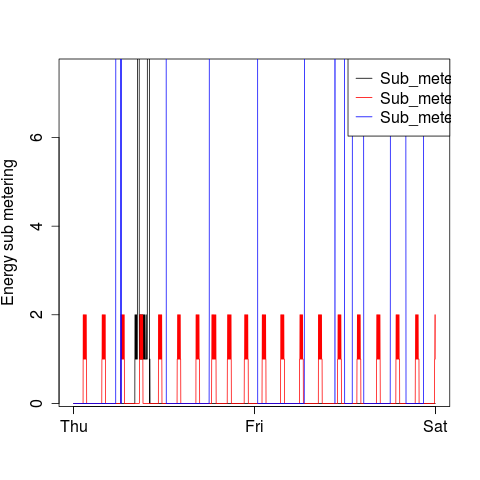 Energy sub metering
6
4
2
0
Sub_mete
Sub_mete
Sub_mete
Thu Fri Sat